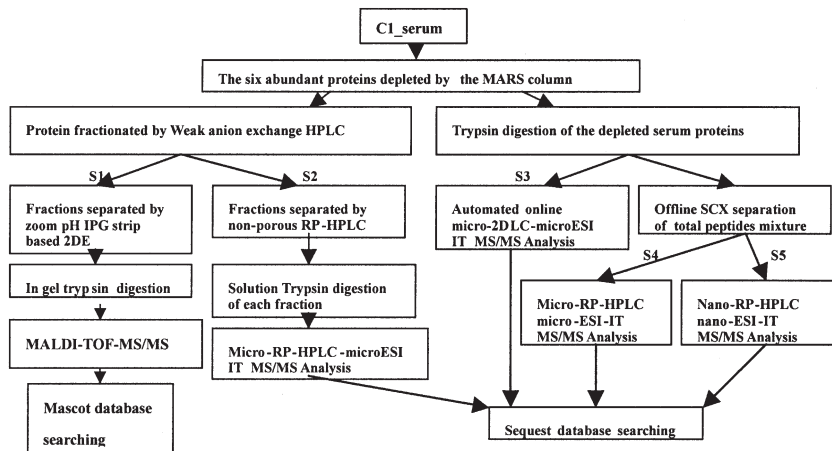 C1_serum
The six abundant proteins depleted by the MARS column
Protein fractionated by Weak anion exchange HPLC
Trypsin digestion of the depleted serum proteins
S1
S2
S3
Fractions separated by
zoom pH IPG strip
based 2DE
Fractions separated by
non-porous RP-HPLC
Automated online
micro-2DLC-microESI
IT MS/MS Analysis
Offline SCX separation
of total peptides mixture
S4
S5
In gel trypsin digestion
Solution Trypsin digestion
of each fraction
Micro-RP-HPLC
micro-ESI-IT
MS/MS Analysis
Nano-RP-HPLC
nano-ESI-IT
MS/MS Analysis
MALDI-TOF-MS/MS
Micro-RP-HPLC-microESI
IT MS/MS Analysis
Mascot database
searching
Sequest database searching